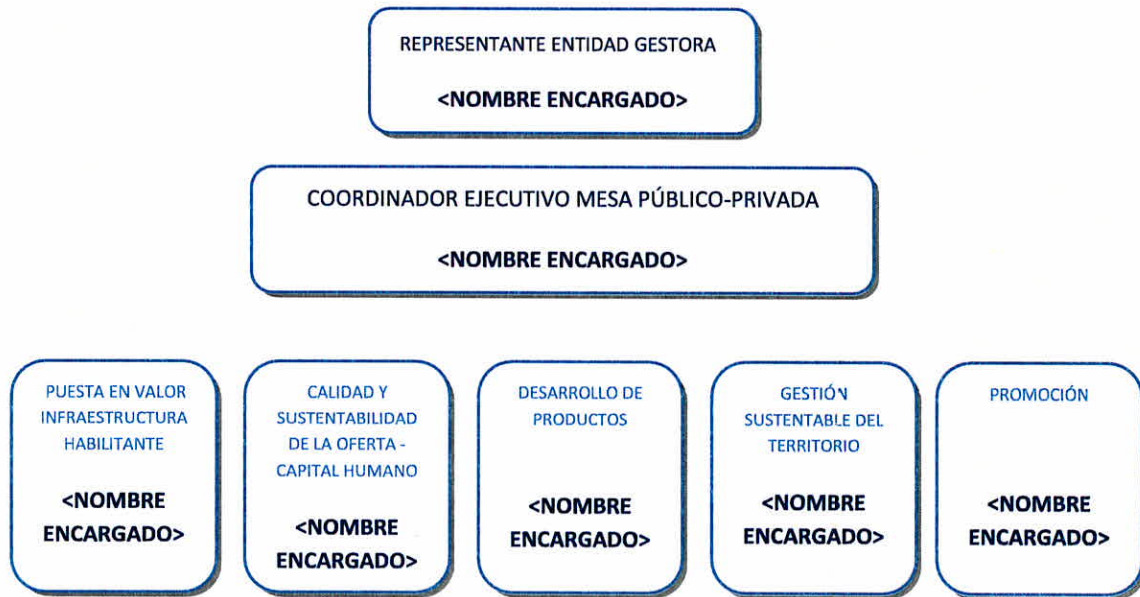 REPRESENTANTE ENTIDAD GESTORA
<NOMBRE ENCARGADO>
COORDINADOR EJECUTIVO MESA PÚBLICO-PRIVADA
<NOMBRE ENCARGADO>
PUESTA EN VALOR
INFRAESTRUCTURA
HABILITANTE
<NOMBRE
ENCARGADO>
CALIDAD Y
SUSTENTABILIDAD
DE LA OFERTA -
CAPITAL HUMANO
<NOMBRE
ENCARGADO>
DESARROLLO DE
PRODUCTOS
<NOMBRE
ENCARGADO>
GESTIÓN
SUSTENTABLE DEL
TERRITORIO
<NOMBRE
ENCARGADO>
PROMOCIÓN
<NOMBRE
ENCARGADO>